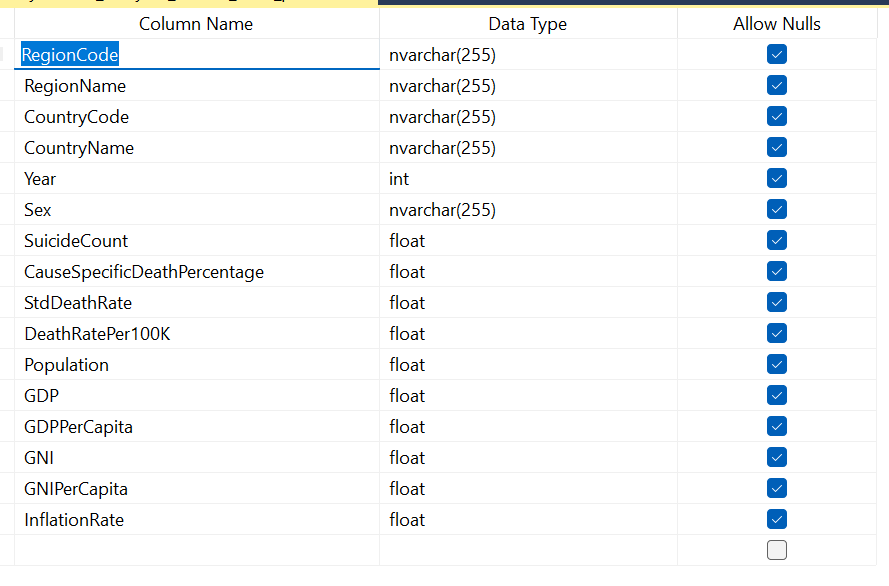 Column Name Data Type Allow Nulls
RegionCode nvarchar(255)
RegionName nvarchar(255)
CountryCode nvarchar(255)
CountryName nvarchar(255)
Year int
Sex nvarchar(255)
SuicideCount float
CauseSpecificDeathPercentage float
StdDeathRate float
DeathRatePer100K float
Population float
GDP float
GDPPerCapita float
GNI float
GNIPerCapita float
InflationRate float